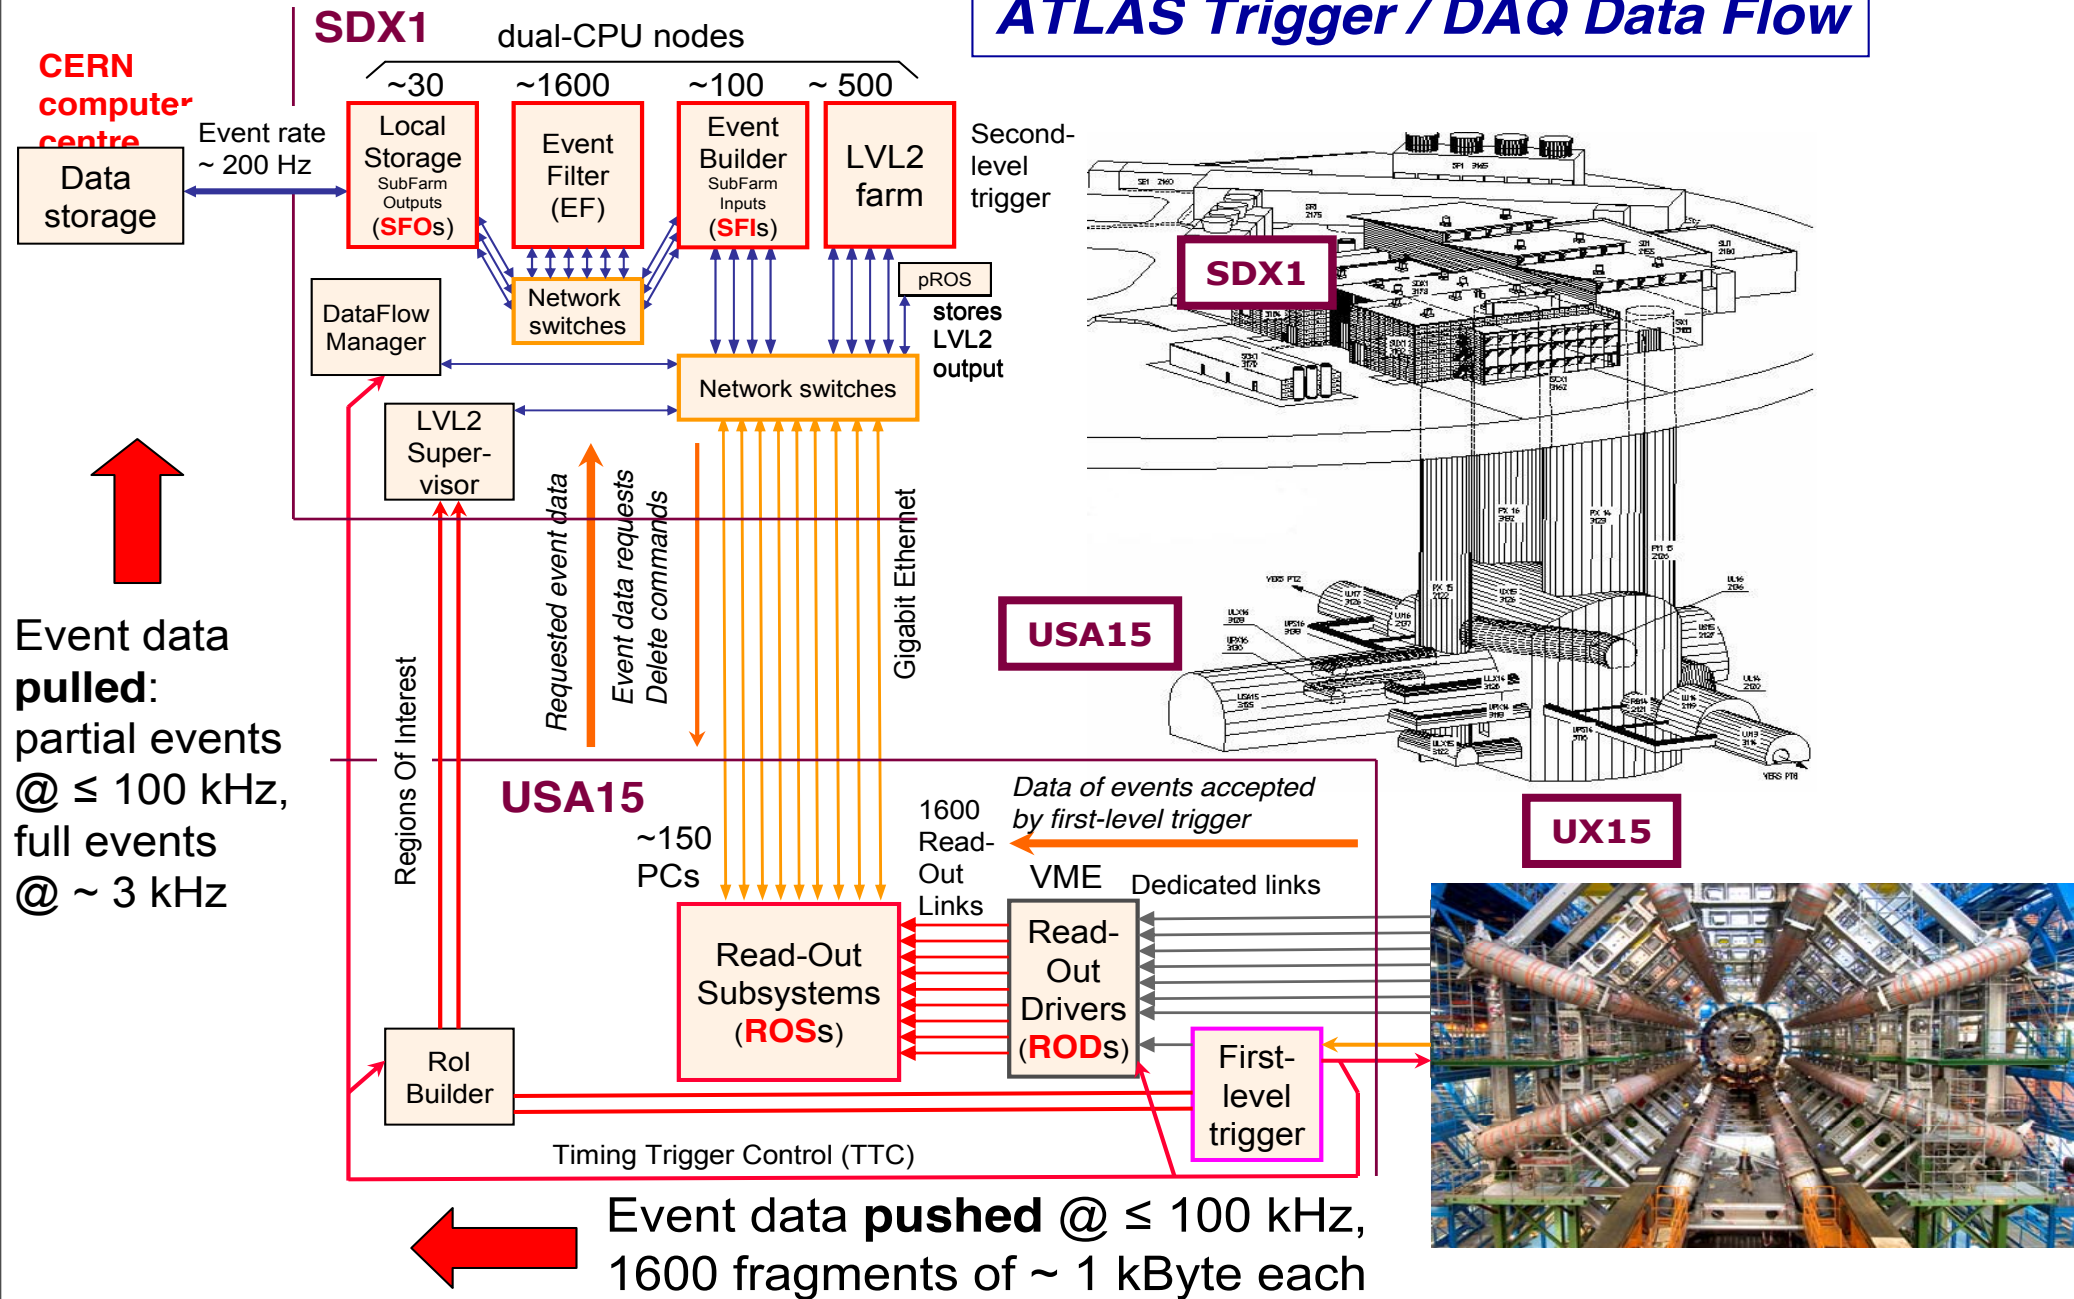 ATLAS Trigger / DAQ Data Flow
SDX1
dual-CPU nodes
CERN
computer
centre
~30
~1600
~100
~ 500
Event rate
~ 200 Hz
Data
storage
Local
Storage
SubFarm
Outputs
(SFOs)
Event
Filter
(EF)
Event
Builder
SubFarm
Inputs
(SFIs)
LVL2
farm
Second-
level
trigger
Network
switches
pROS
stores
LVL2
output
DataFlow
Manager
Network switches
LVL2
Super-
visor
SDX1
Requested event data
Event data requests
Delete commands
Gigabit Ethernet
Regions Of Interest
Event data
pulled:
partial events
@ ≤ 100 kHz,
full events
@ ~ 3 kHz
USA15
UX15
USA15
~150
PCs
1600
Read-
Out
Links
Data of events accepted
by first-level trigger
VME
Dedicated links
Read-Out
Subsystems
(ROSs)
Read-
Out
Drivers
(RODs)
First-
level
trigger
RoI
Builder
Timing Trigger Control (TTC)
Event data pushed @ ≤ 100 kHz,
1600 fragments of ~ 1 kByte each